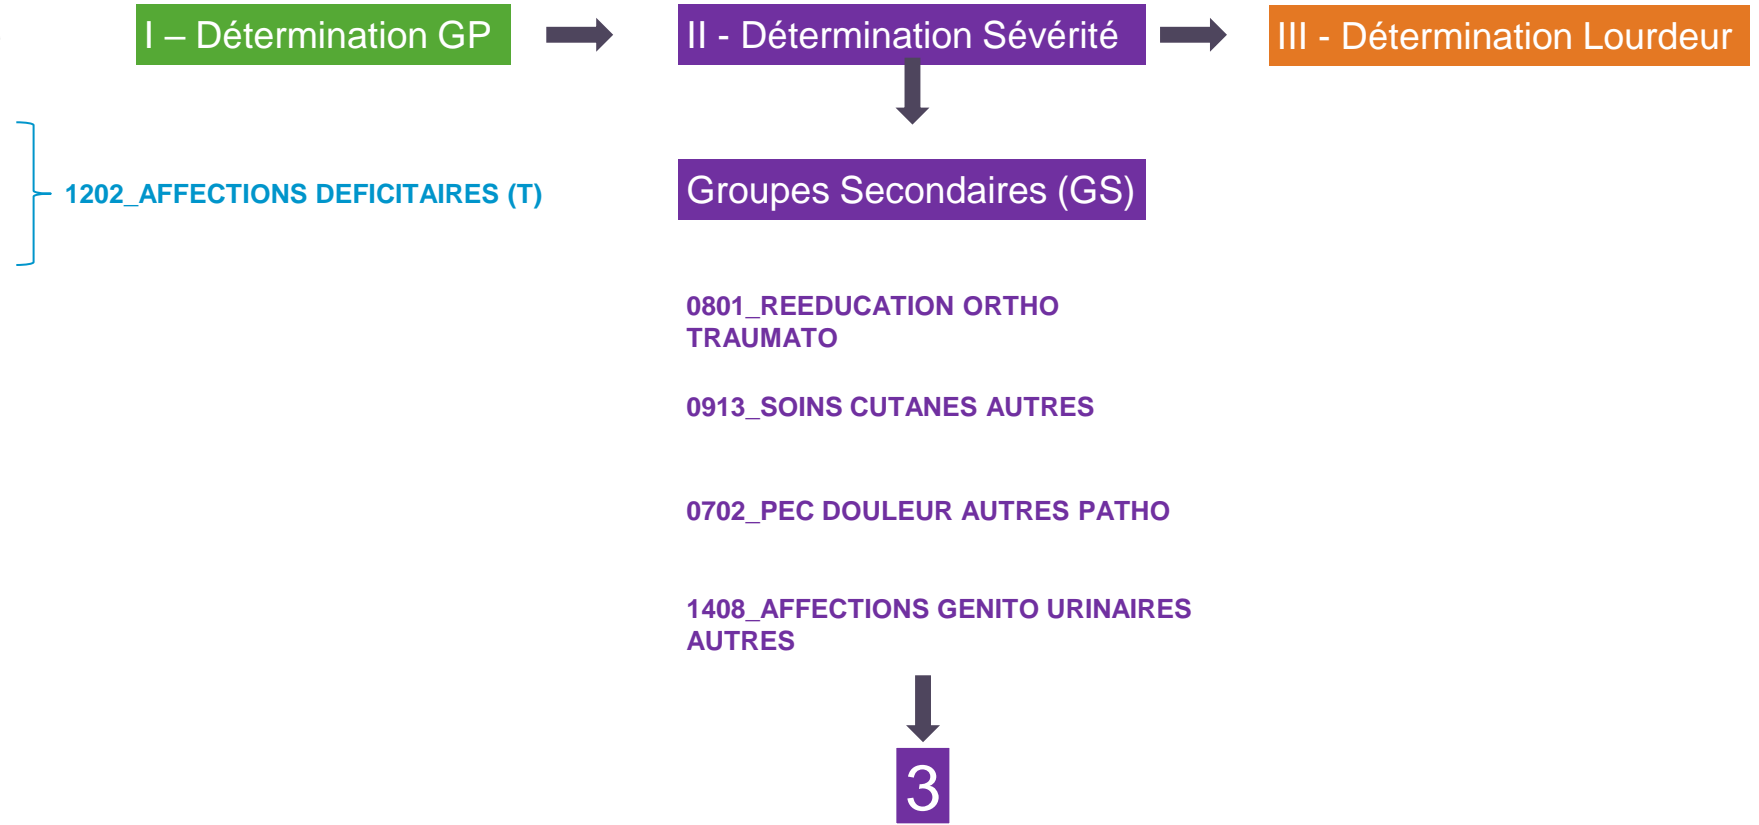 I – Détermination GP
II - Détermination Sévérité
III - Détermination Lourdeur
1202_AFFECTIONS DEFICITAIRES (T)
Groupes Secondaires (GS)
0801_REEDUCATION ORTHO
TRAUMATO
0913_SOINS CUTANES AUTRES
0702_PEC DOULEUR AUTRES PATHO
1408_AFFECTIONS GENITO URINAIRES
AUTRES
3